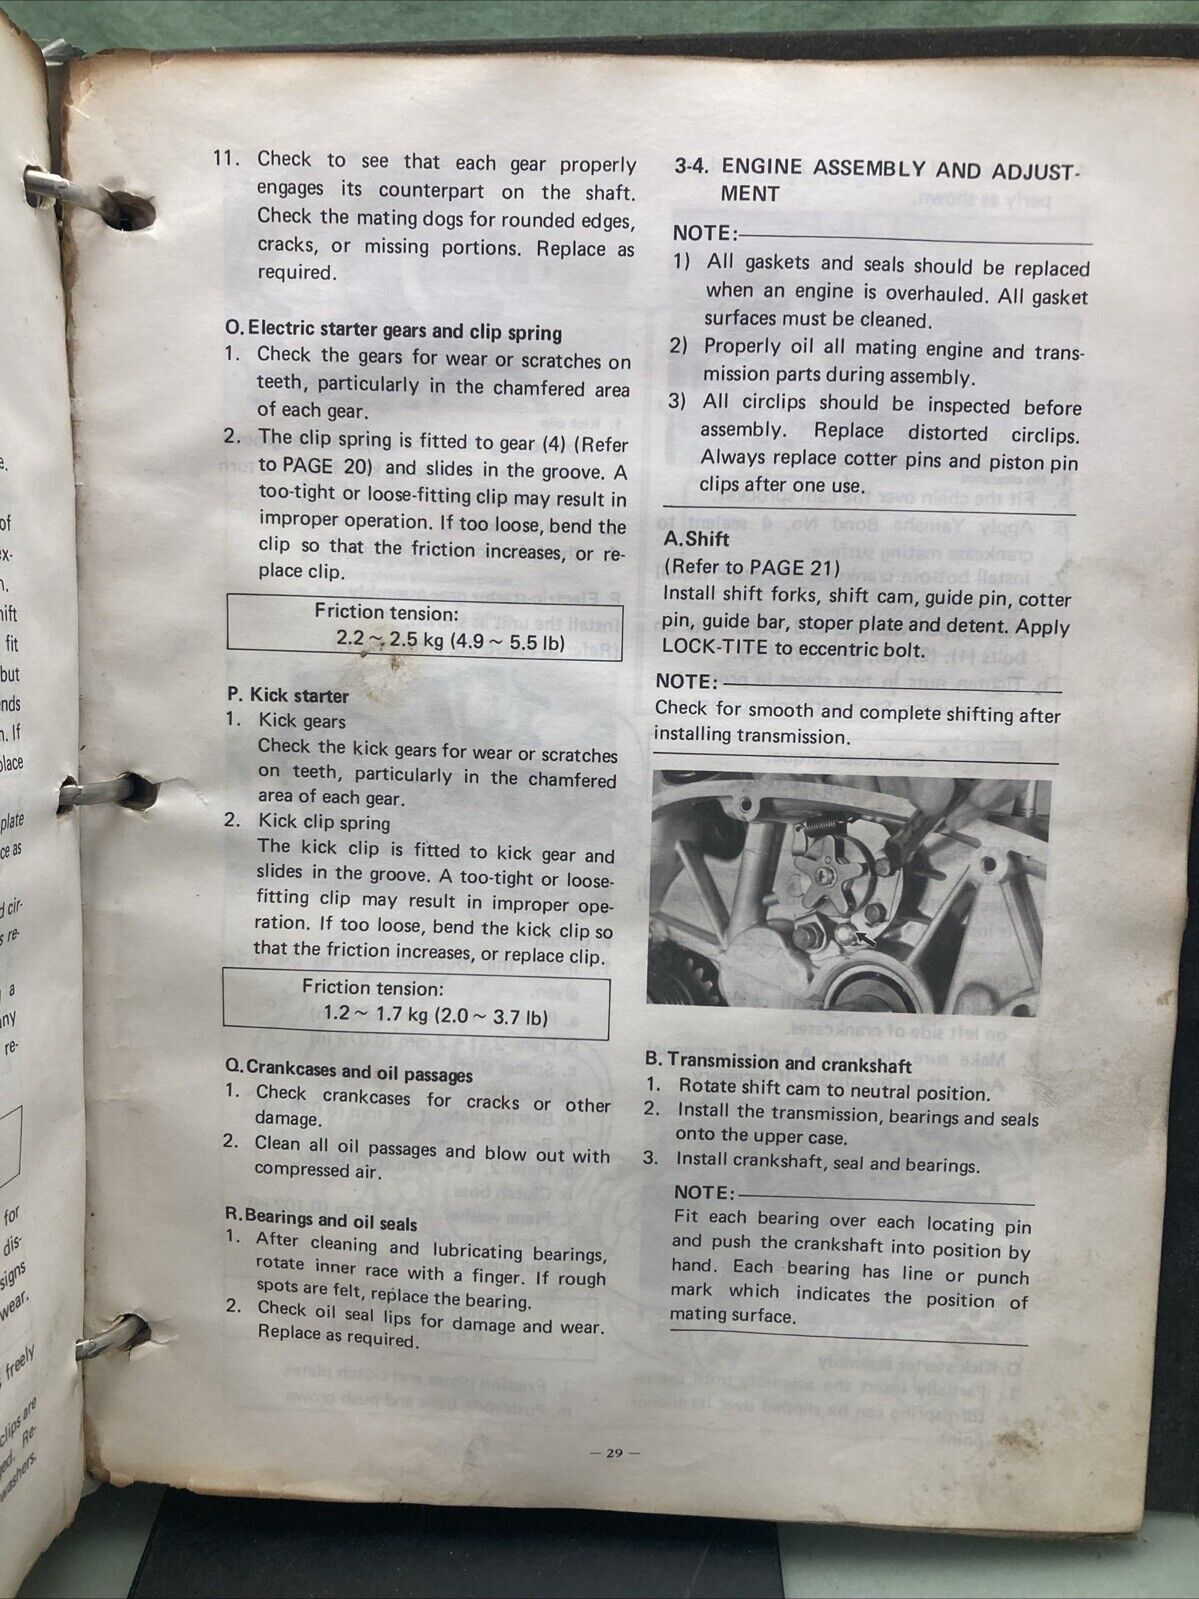 11. Check to see that each gear properly
engages its counterpart on the shaft.
Check the mating dogs for rounded edges,
cracks, or missing portions. Replace as
required.
O. Electric starter gears and clip spring
1. Check the gears for wear or scratches on
teeth, particularly in the chamfered area
of each gear.
2. The clip spring is fitted to gear (4) (Refer
to PAGE 20) and slides in the groove. A
too-tight or loose-fitting clip may result in
improper operation. If too loose, bend the
clip so that the friction increases, or re-
place clip.
Friction tension:
2.2 ~ 2.5 kg (4.9 ~ 5.5 lb)
P. Kick starter
1. Kick gears
Check the kick gears for wear or scratches
on teeth, particularly in the chamfered
area of each gear.
2. Kick clip spring
The kick clip is fitted to kick gear and
slides in the groove. A too-tight or loose-
fitting clip may result in improper ope-
ration. If too loose, bend the kick clip so
that the friction increases, or replace clip.
Friction tension:
1.2 ~ 1.7 kg (2.0 ~ 3.7 lb)
Q. Crankcases and oil passages
1. Check crankcases for cracks or other
damage.
2. Clean all oil passages and blow out with
compressed air.
R. Bearings and oil seals
1. After cleaning and lubricating bearings,
rotate inner race with a finger. If rough
spots are felt, replace the bearing.
2. Check oil seal lips for damage and wear.
Replace as required.
3-4. ENGINE ASSEMBLY AND ADJUST-
MENT
NOTE:
1) All gaskets and seals should be replaced
when an engine is overhauled. All gasket
surfaces must be cleaned.
2) Properly oil all mating engine and trans-
mission parts during assembly.
3) All circlips should be inspected before
assembly. Replace distorted circlips.
Always replace cotter pins and piston pin
clips after one use.
A. Shift
(Refer to PAGE 21)
Install shift forks, shift cam, guide pin, cotter
pin, guide bar, stoper plate and detent. Apply
LOCK-TITE to eccentric bolt.
NOTE:
Check for smooth and complete shifting after
installing transmission.
B. Transmission and crankshaft
1. Rotate shift cam to neutral position.
2. Install the transmission, bearings and seals
onto the upper case.
3. Install crankshaft, seal and bearings.
NOTE:
Fit each bearing over each locating pin
and push the crankshaft into position by
hand. Each bearing has line or punch
mark which indicates the position of
mating surface.
— 29 —